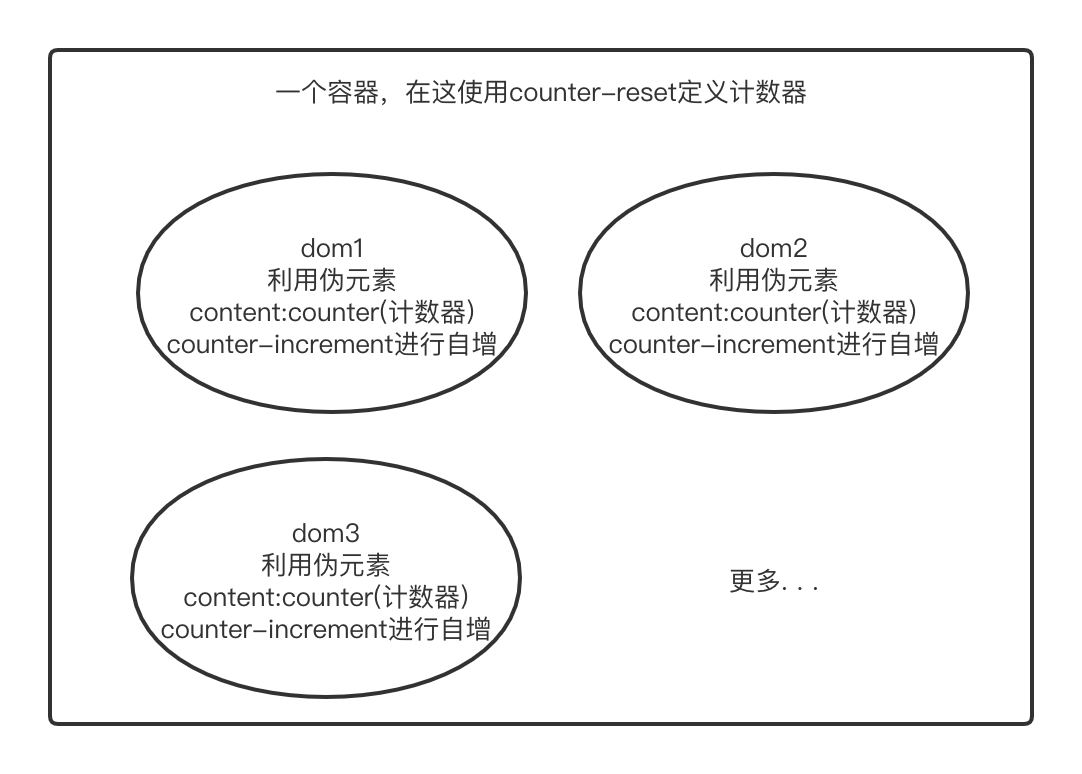 一个容器，在这使用counter-reset定义计数器
dom1
利用伪元素
content:counter(计数器)
counter-increment进行自增
dom2
利用伪元素
content:counter(计数器)
counter-increment进行自增
dom3
利用伪元素
content:counter(计数器)
counter-increment进行自增
更多...